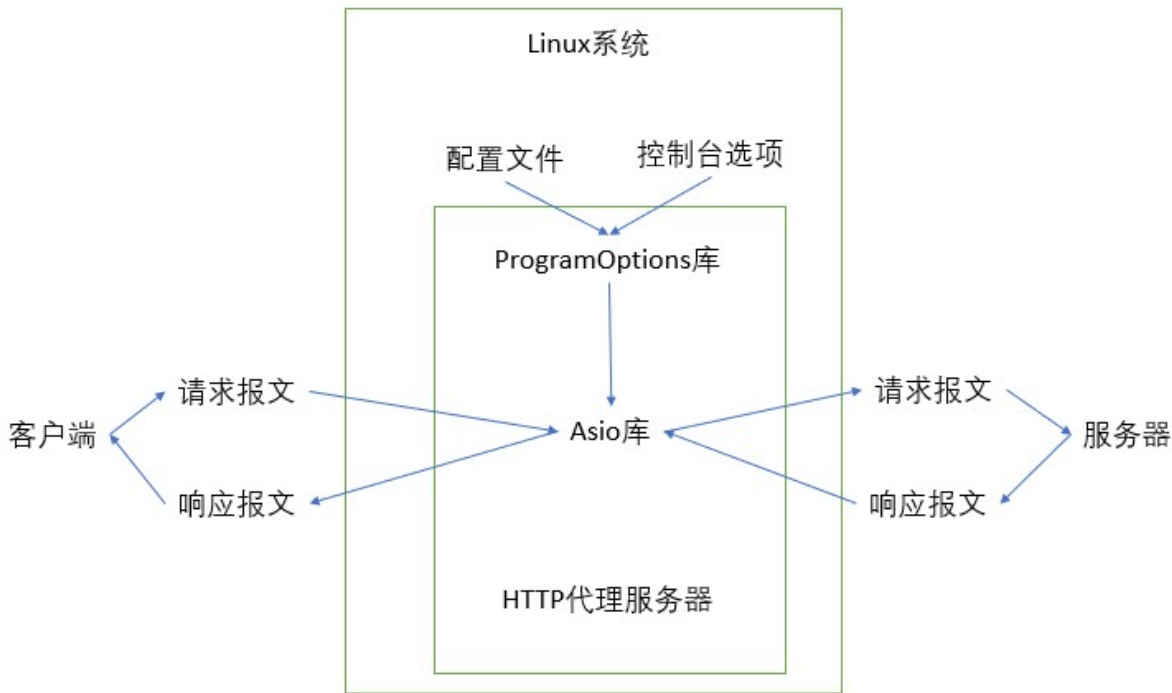 Linux系统
配置文件
控制台选项
ProgramOptions库
请求报文
请求报文
客户端
Asio库
服务器
响应报文
响应报文
HTTP代理服务器